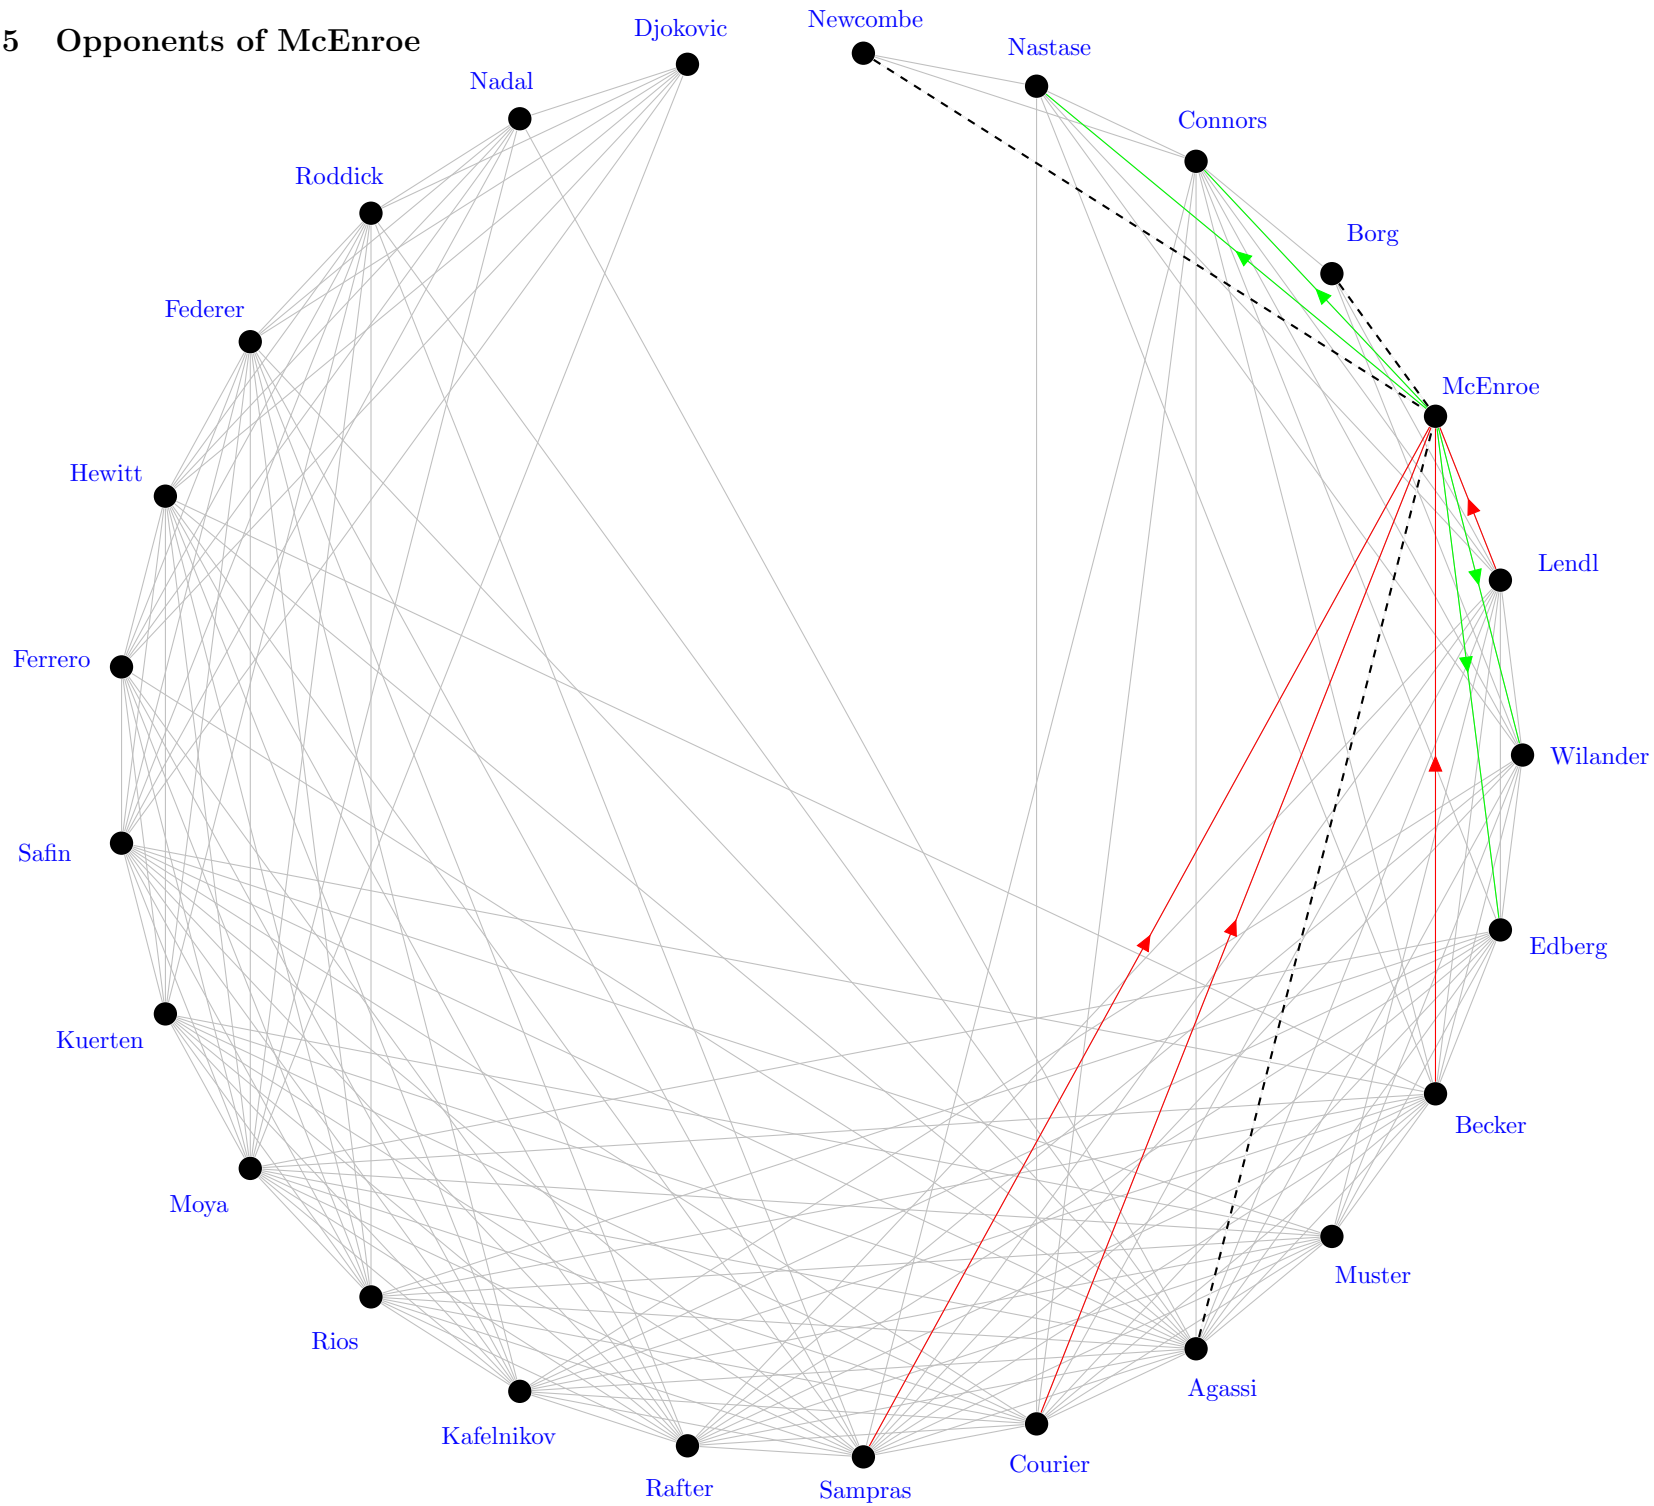 5 Opponents of McEnroe
Newcombe
Djokovic
Nastase
Nadal
Connors
Roddick
Borg
Federer
McEnroe
Hewitt
Lendl
Ferrero
Wilander
Safin
Edberg
Kuerten
Becker
Moya
Muster
Rios
Agassi
Kafelnikov
Courier
Rafter
Sampras